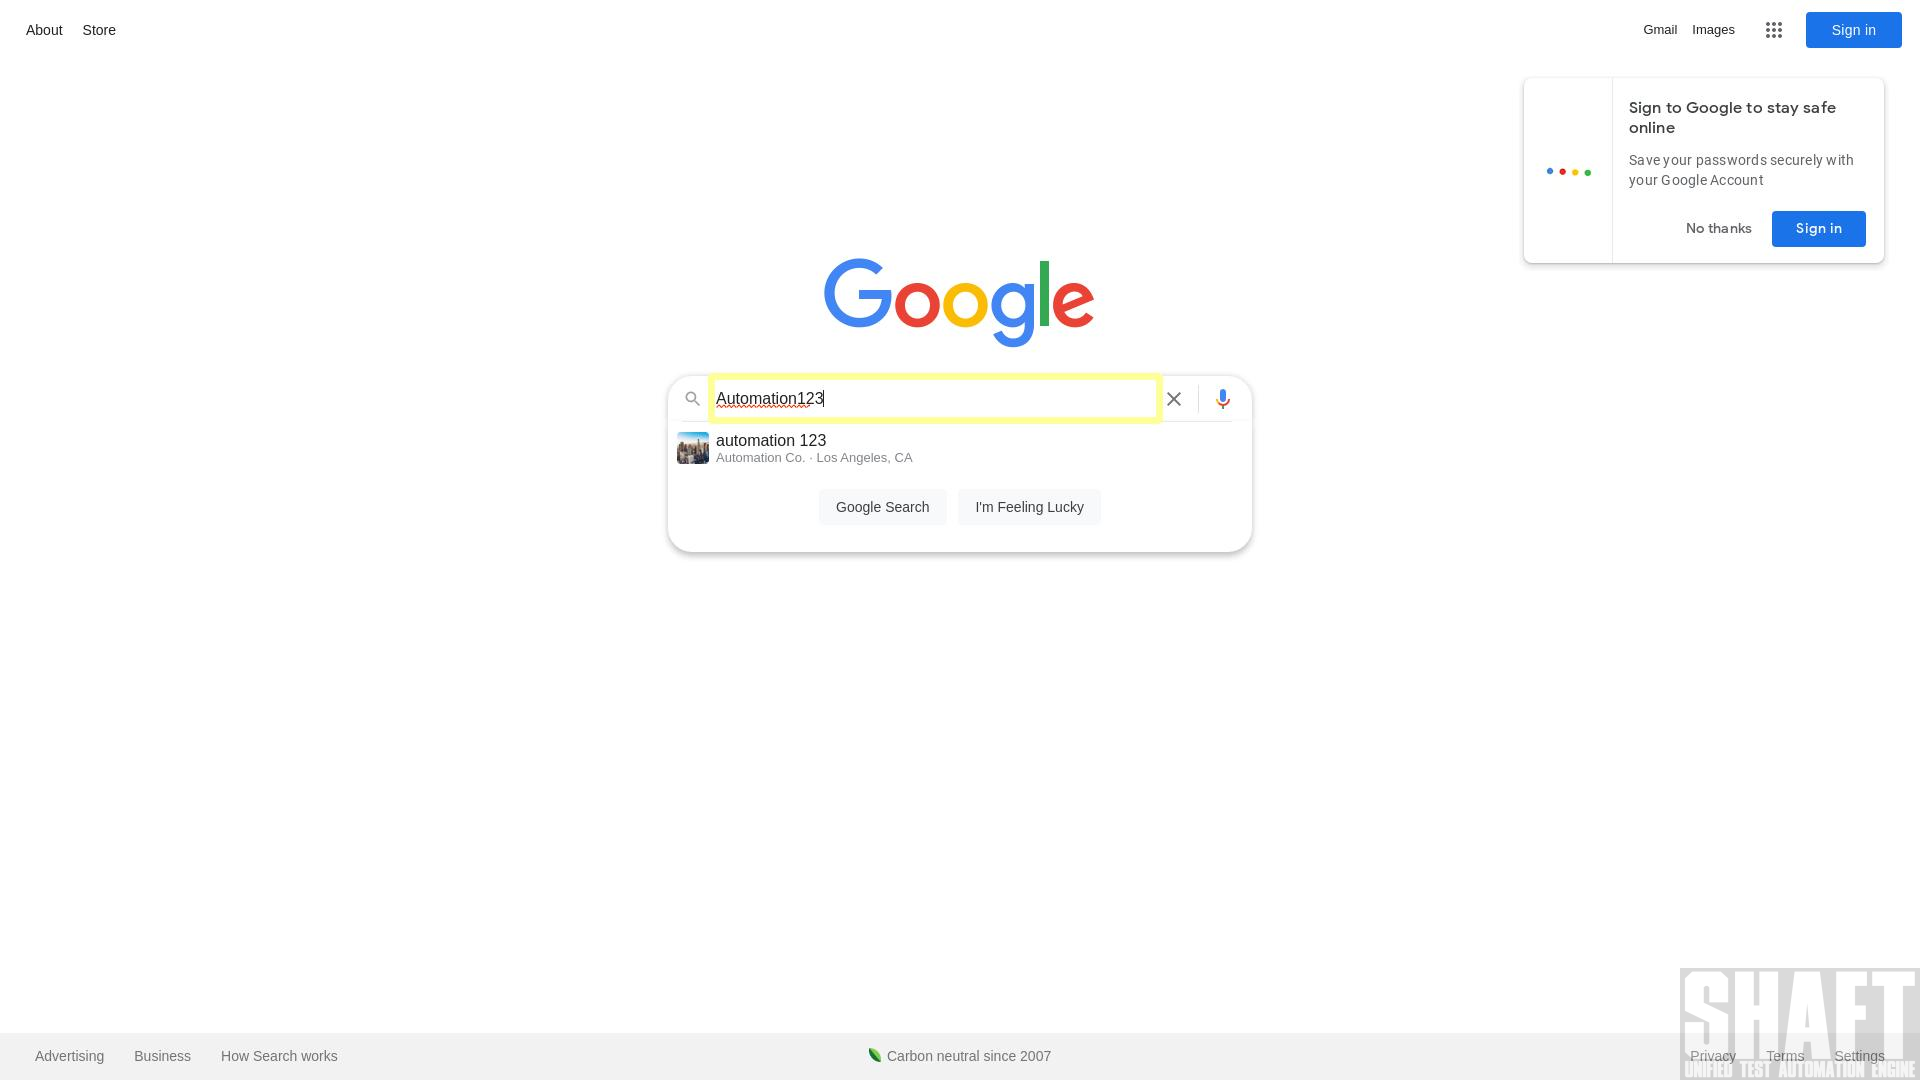 About Store
Gmail Images Sign in
Sign to Google to stay safe
online
Save your passwords securely with
your Google Account
No thanks Sign in
Google
Automation123
automation 123
Automation Co. · Los Angeles, CA
Google Search I'm Feeling Lucky
SHAFT
UNIFIED TEST AUTOMATION ENGINE
Advertising Business How Search works
Carbon neutral since 2007
Privacy Terms Settings